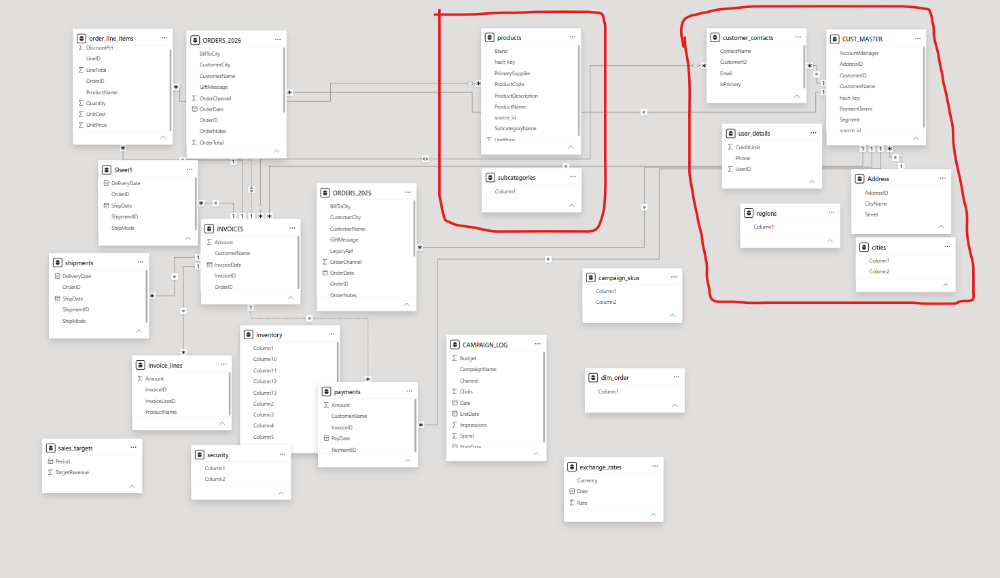 order_line_items
DiscountPct
LineID
LineTotal
OrderID
ProductName
Quantity
UnitCost
UnitPrice
ORDERS_2026
BillToCity
CustomerCity
CustomerName
GiftMessage
OrderChannel
OrderDate
OrderID
OrderNotes
OrderTotal
products
Brand
hash_key
PrimarySupplier
ProductCode
ProductDescription
ProductName
source_id
SubcategoryName
UnitPrice
customer_contacts
ContactName
CustomerID
Email
IsPrimary
CUST_MASTER
AccountManager
AddressID
CustomerID
CustomerName
hash_key
PaymentTerms
Segment
source_id
user_details
CreditLimit
Phone
UserID
Sheet1
DeliveryDate
OrderID
ShipDate
ShipmentID
ShipMode
subcategories
Column1
Address
AddressID
CityName
Street
ORDERS_2025
BillToCity
CustomerCity
CustomerName
GiftMessage
LegacyRef
OrderChannel
OrderDate
OrderID
OrderNotes
regions
Column1
INVOICES
Amount
CustomerName
InvoiceDate
InvoiceID
OrderID
cities
Column1
Column2
shipments
DeliveryDate
OrderID
ShipDate
ShipmentID
ShipMode
campaign_skus
Column1
Column2
inventory
Column1
Column10
Column11
Column12
Column13
Column2
Column3
Column4
Column5
CAMPAIGN_LOG
Budget
CampaignName
Channel
Clicks
Date
EndDate
Impressions
Spend
StartDate
invoice_lines
Amount
InvoiceID
InvoiceLineID
ProductName
dim_order
Column1
payments
Amount
CustomerName
InvoiceID
PayDate
PaymentID
sales_targets
Period
TargetRevenue
security
Column1
Column2
exchange_rates
Currency
Date
Rate